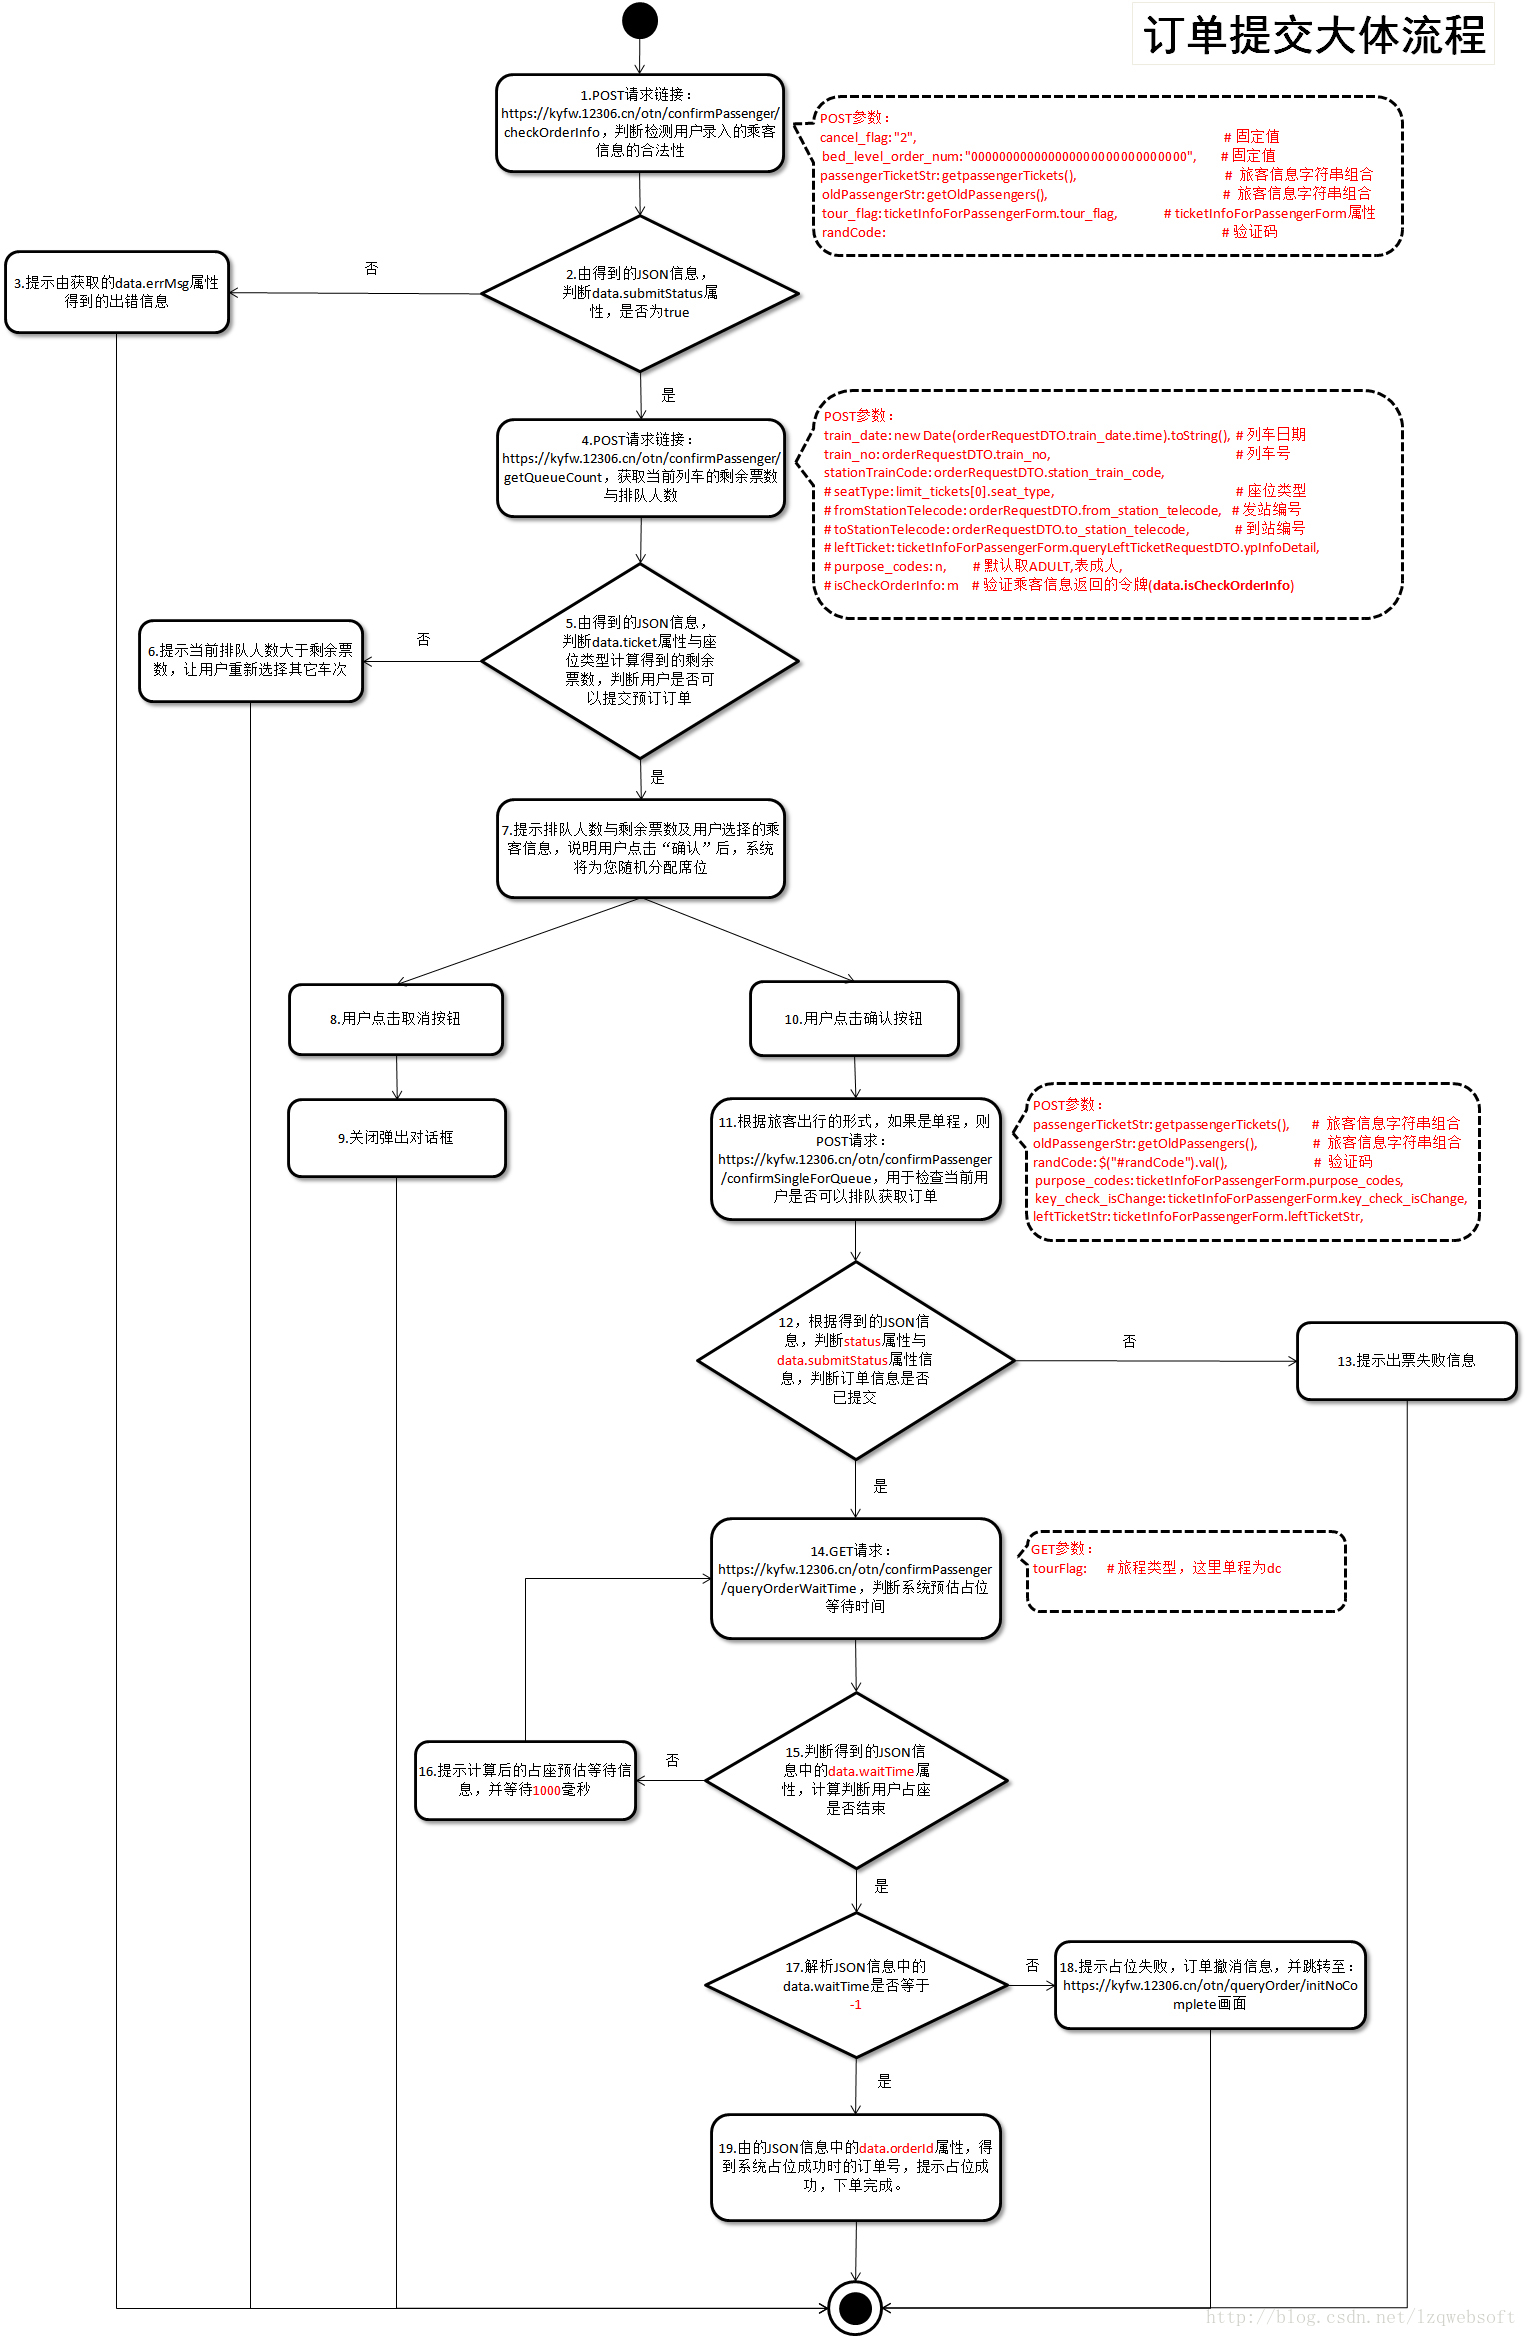 订单提交大体流程
1.POST请求链接：
https://kyfw.12306.cn/otn/confirmPassenger/
checkOrderInfo，判断检测用户录入的乘客
信息的合法性
POST参数：
cancel_flag: "2", # 固定值
bed_level_order_num: "000000000000000000000000000000", # 固定值
passengerTicketStr: getpassengerTickets(), # 旅客信息字符串组合
oldPassengerStr: getOldPassengers(), # 旅客信息字符串组合
tour_flag: ticketInfoForPassengerForm.tour_flag, # ticketInfoForPassengerForm属性
randCode: # 验证码
2.由得到的JSON信息，
判断data.submitStatus属
性，是否为true
否
3.提示由获取的data.errMsg属性
得到的出错信息
是
4.POST请求链接：
https://kyfw.12306.cn/otn/confirmPassenger/
getQueueCount，获取当前列车的剩余票数
与排队人数
POST参数：
train_date: new Date(orderRequestDTO.train_date.time).toString(), # 列车日期
train_no: orderRequestDTO.train_no, # 列车号
stationTrainCode: orderRequestDTO.station_train_code,
# seatType: limit_tickets[0].seat_type, # 座位类型
# fromStationTelecode: orderRequestDTO.from_station_telecode, # 发站编号
# toStationTelecode: orderRequestDTO.to_station_telecode, # 到站编号
# leftTicket: ticketInfoForPassengerForm.queryLeftTicketRequestDTO.ypInfoDetail,
# purpose_codes: n, # 默认取ADULT,表成人,
# isCheckOrderInfo: m # 验证乘客信息返回的令牌(data.isCheckOrderInfo)
5.由得到的JSON信息，
判断data.ticket属性与座
位类型计算得到的剩余
票数，判断用户是否可
以提交预订订单
否
6.提示当前排队人数大于剩余票
数，让用户重新选择其它车次
是
7.提示排队人数与剩余票数及用户选择的乘
客信息，说明用户点击“确认”后，系统
将为您随机分配席位
8.用户点击取消按钮
10.用户点击确认按钮
9.关闭弹出对话框
11.根据旅客出行的形式，如果是单程，则
POST请求：
https://kyfw.12306.cn/otn/confirmPassenger
/confirmSingleForQueue，用于检查当前用
户是否可以排队获取订单
POST参数：
passengerTicketStr: getpassengerTickets(), # 旅客信息字符串组合
oldPassengerStr: getOldPassengers(), # 旅客信息字符串组合
randCode: $("#randCode").val(), # 验证码
purpose_codes: ticketInfoForPassengerForm.purpose_codes,
key_check_isChange: ticketInfoForPassengerForm.key_check_isChange,
leftTicketStr: ticketInfoForPassengerForm.leftTicketStr,
12，根据得到的JSON信
息，判断status属性与
data.submitStatus属性信
息，判断订单信息是否
已提交
否
13.提示出票失败信息
是
14.GET请求：
https://kyfw.12306.cn/otn/confirmPassenger
/queryOrderWaitTime，判断系统预估占位
等待时间
GET参数：
tourFlag: # 旅程类型，这里单程为dc
15.判断得到的JSON信
息中的data.waitTime属
性，计算判断用户占座
是否结束
否
16.提示计算后的占座预估等待信
息，并等待1000毫秒
是
17.解析JSON信息中的
data.waitTime是否等于
-1
否
18.提示占位失败，订单撤消信息，并跳转至：
https://kyfw.12306.cn/otn/queryOrder/initNoCo
mplete画面
是
19.由的JSON信息中的data.orderId属性，得
到系统占位成功时的订单号，提示占位成
功，下单完成。
http://blog.csdn.net/lzqwebsoft